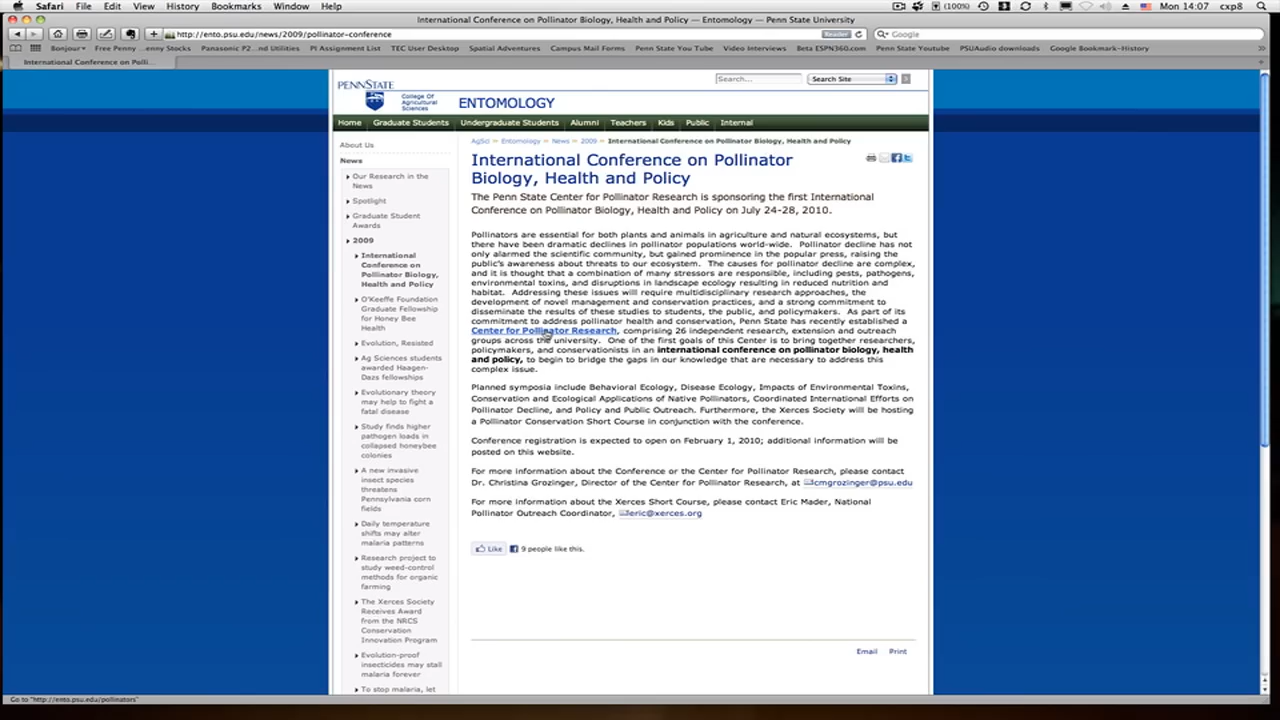 Safari File Edit View History Bookmarks Window Help
(100%) Mon 14:07 cxp8
International Conference on Pollinator Biology, Health and Policy — Entomology — Penn State University
http://ento.psu.edu/news/2009/pollinator-conference
Reader
Google
Bonjour Free Penny ...enny Stocks Panasonic P2...nd Utilities PI Assignment List TEC User Desktop Spatial Adventures Campus Mail Forms Penn State You Tube Video Interviews Beta ESPN360.com Penn State Youtube PSUAudio downloads Google Bookmark-History
International Conference on Polli...
PENNSTATE
College Of
Agricultural
Sciences
ENTOMOLOGY
Search...
Search Site
Home Graduate Students Undergraduate Students Alumni Teachers Kids Public Internal
About Us
News
Our Research in the
News
Spotlight
Graduate Student
Awards
2009
International
Conference on
Pollinator Biology,
Health and Policy
O'Keeffe Foundation
Graduate Fellowship
for Honey Bee
Health
Evolution, Resisted
Ag Sciences students
awarded Haagen-
Dazs fellowships
Evolutionary theory
may help to fight a
fatal disease
Study finds higher
pathogen loads in
collapsed honeybee
colonies
A new invasive
insect species
threatens
Pennsylvania corn
fields
Daily temperature
shifts may alter
malaria patterns
Research project to
study weed-control
methods for organic
farming
The Xerces Society
Receives Award
from the NRCS
Conservation
Innovation Program
Evolution-proof
insecticides may stall
malaria forever
To stop malaria, let
AgSci Entomology News 2009 International Conference on Pollinator Biology, Health and Policy
International Conference on Pollinator
Biology, Health and Policy
The Penn State Center for Pollinator Research is sponsoring the first International
Conference on Pollinator Biology, Health and Policy on July 24-28, 2010.
Pollinators are essential for both plants and animals in agriculture and natural ecosystems, but
there have been dramatic declines in pollinator populations world-wide. Pollinator decline has not
only alarmed the scientific community, but gained prominence in the popular press, raising the
public's awareness about threats to our ecosystem. The causes for pollinator decline are complex,
and it is thought that a combination of many stressors are responsible, including pests, pathogens,
environmental toxins, and disruptions in landscape ecology resulting in reduced nutrition and
habitat. Addressing these issues will require multidisciplinary research approaches, the
development of novel management and conservation practices, and a strong commitment to
disseminate the results of these studies to students, the public, and policymakers. As part of its
commitment to address pollinator health and conservation, Penn State has recently established a
Center for Pollinator Research, comprising 26 independent research, extension and outreach
groups across the university. One of the first goals of this Center is to bring together researchers,
policymakers, and conservationists in an international conference on pollinator biology, health
and policy, to begin to bridge the gaps in our knowledge that are necessary to address this
complex issue.
Planned symposia include Behavioral Ecology, Disease Ecology, Impacts of Environmental Toxins,
Conservation and Ecological Applications of Native Pollinators, Coordinated International Efforts on
Pollinator Decline, and Policy and Public Outreach. Furthermore, the Xerces Society will be hosting
a Pollinator Conservation Short Course in conjunction with the conference.
Conference registration is expected to open on February 1, 2010; additional information will be
posted on this website.
For more information about the Conference or the Center for Pollinator Research, please contact
Dr. Christina Grozinger, Director of the Center for Pollinator Research, at cmgrozinger@psu.edu
For more information about the Xerces Short Course, please contact Eric Mader, National
Pollinator Outreach Coordinator, eric@xerces.org
Like 9 people like this.
Email Print
Go to "http://ento.psu.edu/pollinators"